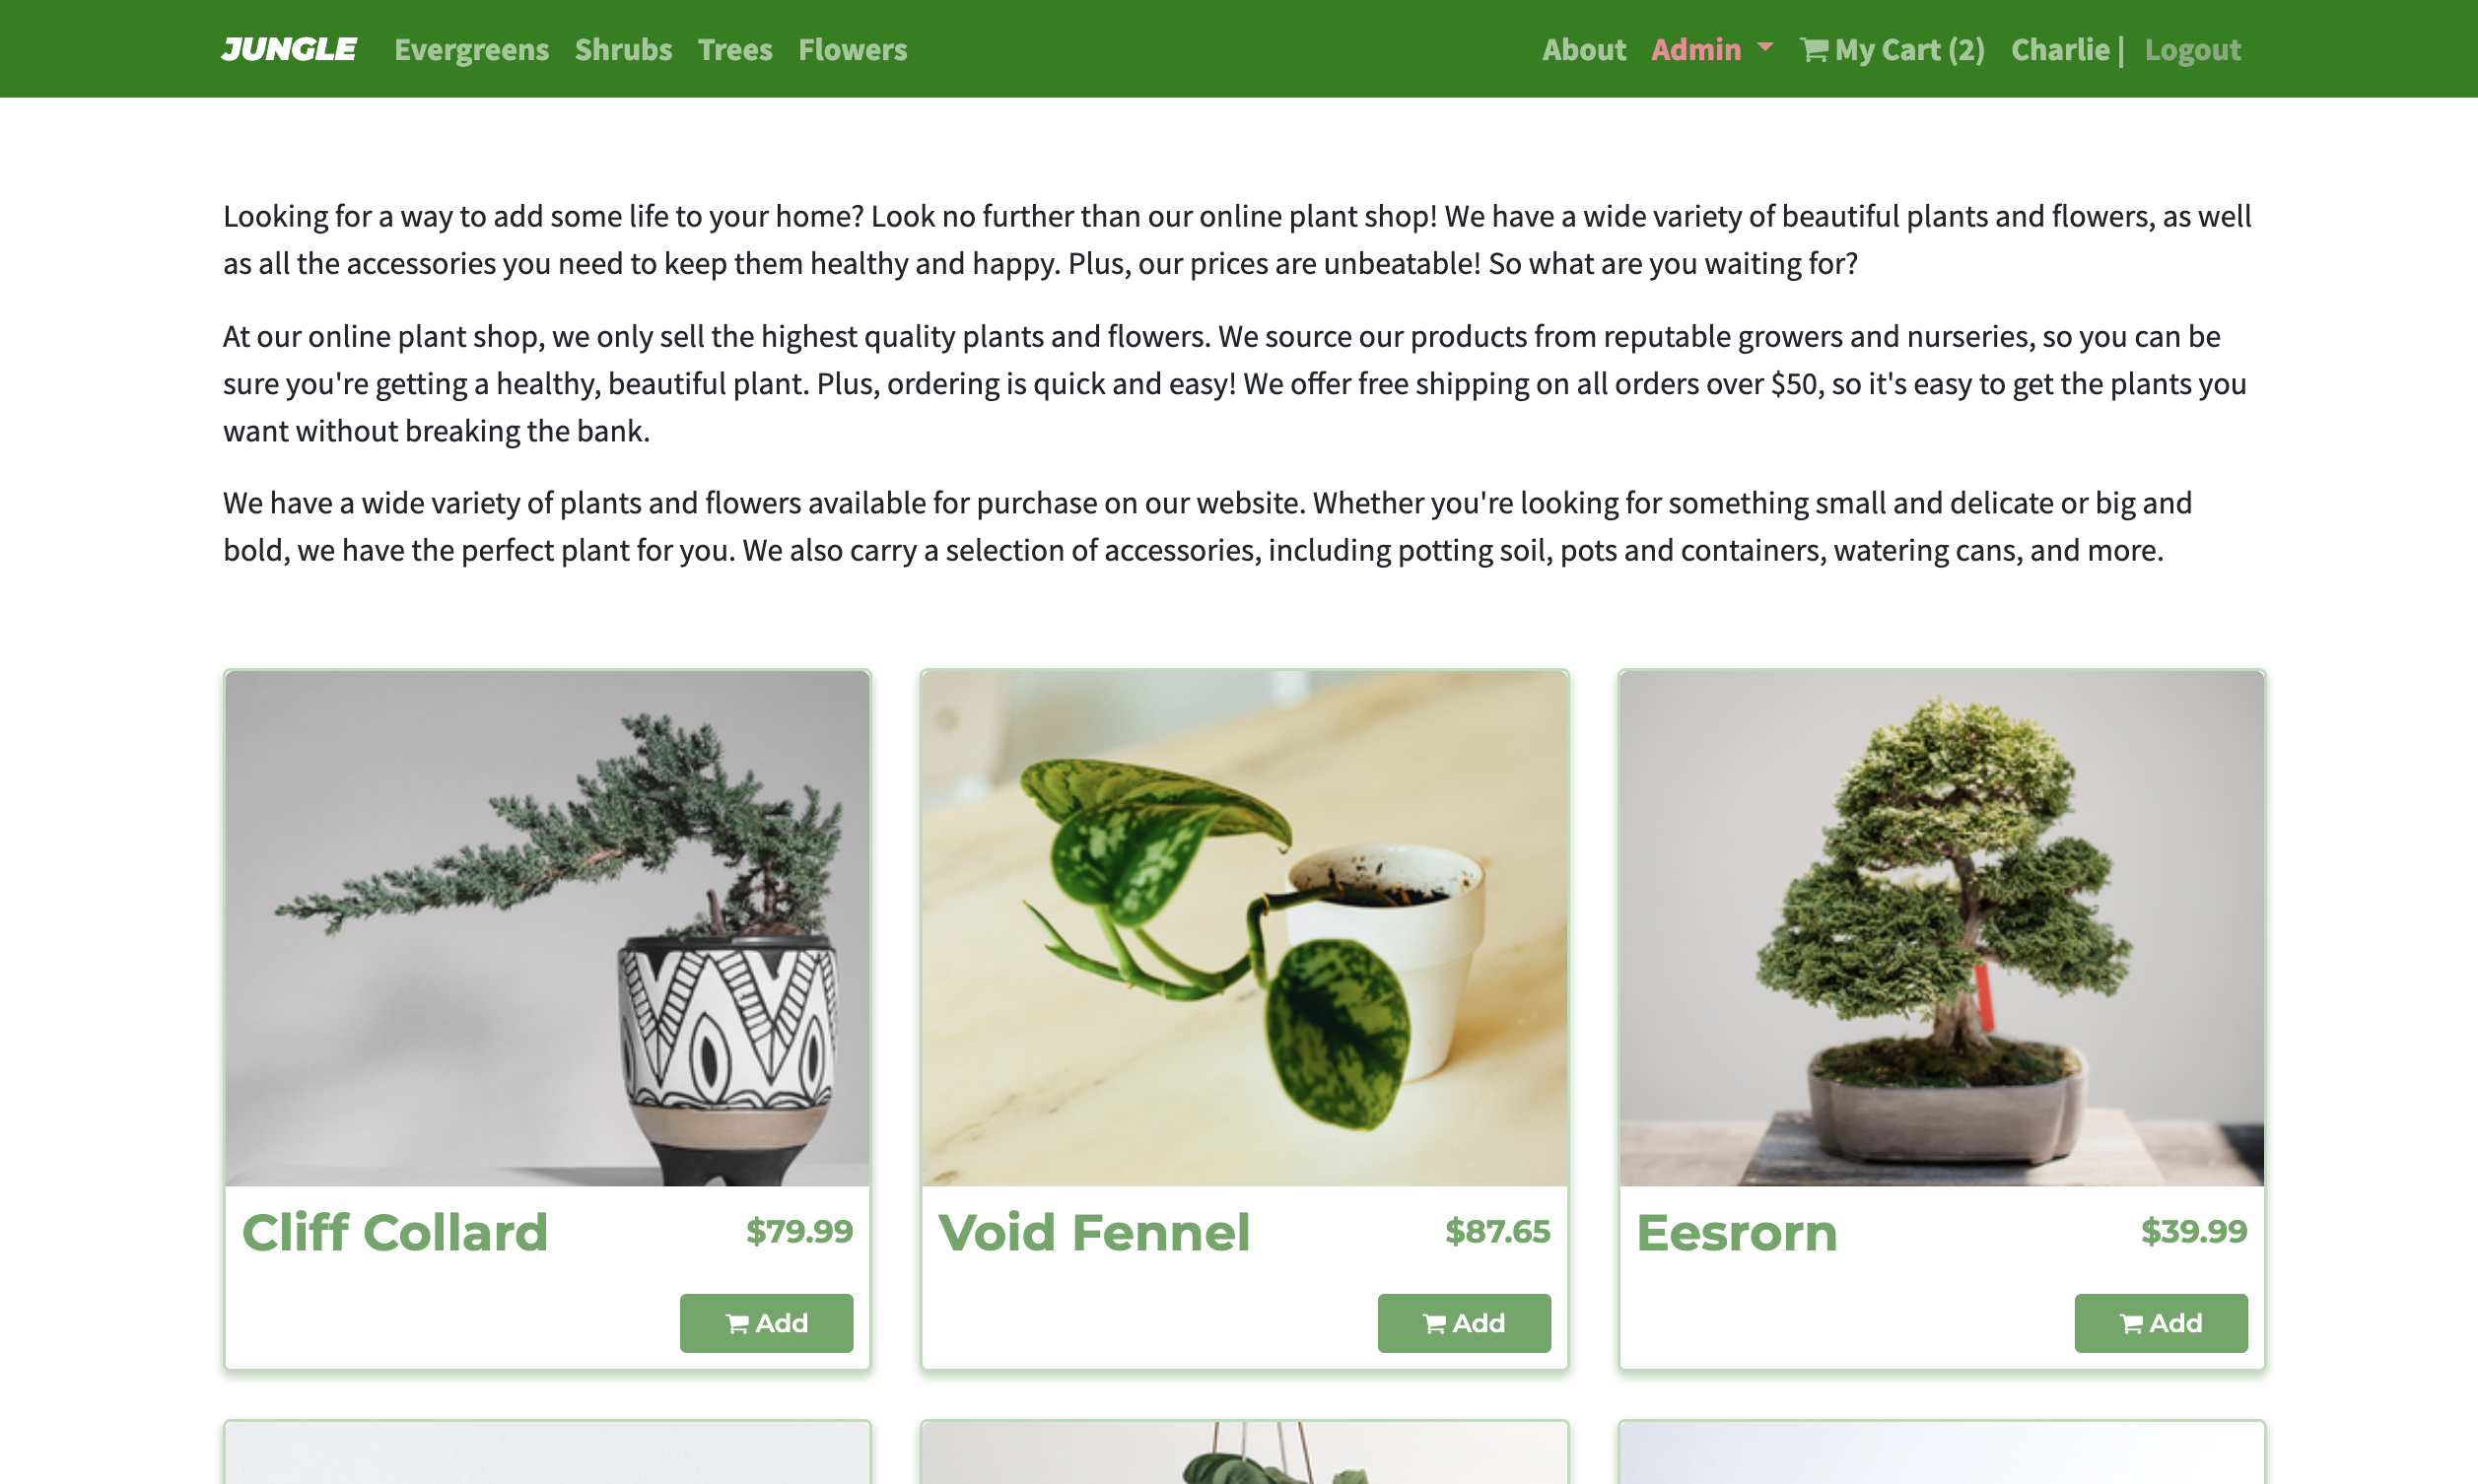 JUNGLE Evergreens Shrubs Trees Flowers About Admin My Cart (2) Charlie | Logout
Looking for a way to add some life to your home? Look no further than our online plant shop! We have a wide variety of beautiful plants and flowers, as well
as all the accessories you need to keep them healthy and happy. Plus, our prices are unbeatable! So what are you waiting for?
At our online plant shop, we only sell the highest quality plants and flowers. We source our products from reputable growers and nurseries, so you can be
sure you're getting a healthy, beautiful plant. Plus, ordering is quick and easy! We offer free shipping on all orders over $50, so it's easy to get the plants you
want without breaking the bank.
We have a wide variety of plants and flowers available for purchase on our website. Whether you're looking for something small and delicate or big and
bold, we have the perfect plant for you. We also carry a selection of accessories, including potting soil, pots and containers, watering cans, and more.
Cliff Collard $79.99
Add
Void Fennel $87.65
Add
Eesrorn $39.99
Add